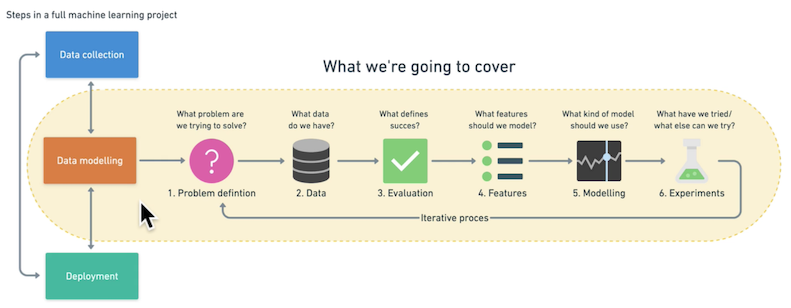 Steps in a full machine learning project
Data collection
What we're going to cover
What problem are
we trying to solve?
What data
do we have?
What defines
succes?
What features
should we model?
What kind of model
should we use?
What have we tried/
what else can we try?
Data modelling
?
1. Problem defintion
2. Data
3. Evaluation
4. Features
5. Modelling
6. Experiments
Iterative proces
Deployment